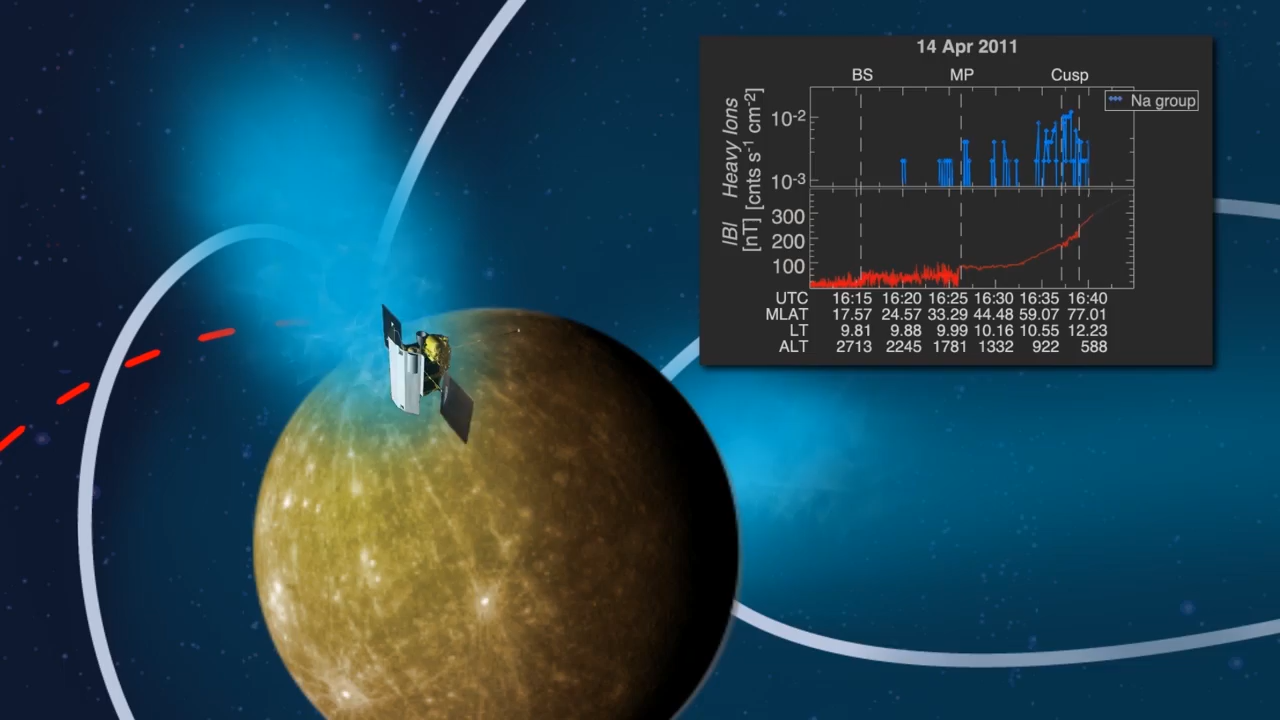 14 Apr 2011
BS MP Cusp
Na group
Heavy Ions
[cnts s⁻¹ cm⁻²]
10⁻²
10⁻³
|B|
[nT]
300
200
100
UTC 16:15 16:20 16:25 16:30 16:35 16:40
MLAT 17.57 24.57 33.29 44.48 59.07 77.01
LT 9.81 9.88 9.99 10.16 10.55 12.23
ALT 2713 2245 1781 1332 922 588